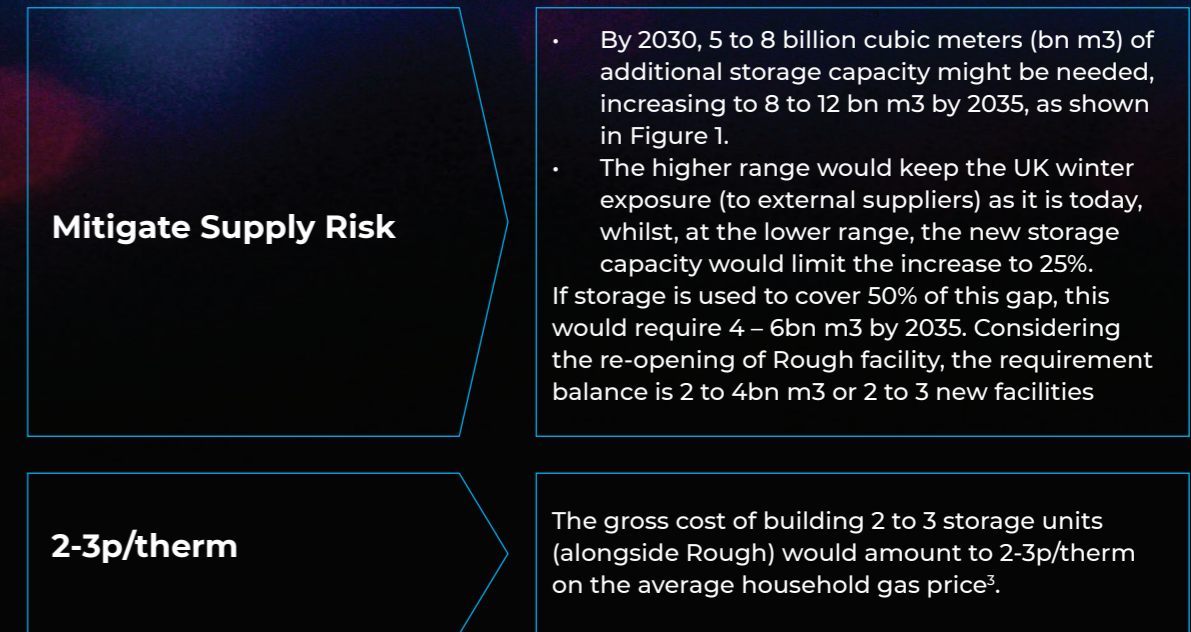 Mitigate Supply Risk
• By 2030, 5 to 8 billion cubic meters (bn m3) of
additional storage capacity might be needed,
increasing to 8 to 12 bn m3 by 2035, as shown
in Figure 1.
• The higher range would keep the UK winter
exposure (to external suppliers) as it is today,
whilst, at the lower range, the new storage
capacity would limit the increase to 25%.
If storage is used to cover 50% of this gap, this
would require 4 – 6bn m3 by 2035. Considering
the re-opening of Rough facility, the requirement
balance is 2 to 4bn m3 or 2 to 3 new facilities
2-3p/therm
The gross cost of building 2 to 3 storage units
(alongside Rough) would amount to 2-3p/therm
on the average household gas price³.